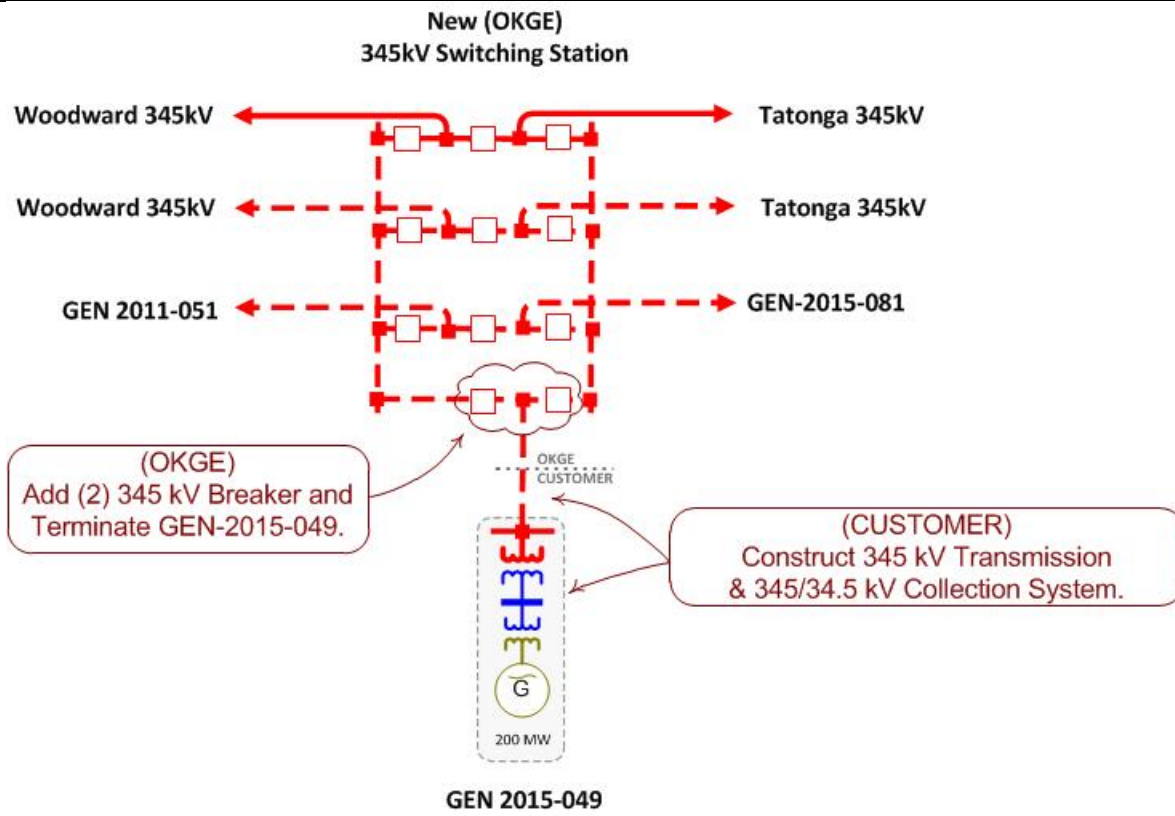 New (OKGE)
345kV Switching Station
Woodward 345kV
Tatonga 345kV
Woodward 345kV
Tatonga 345kV
GEN 2011-051
GEN-2015-081
OKGE
CUSTOMER
(OKGE)
Add (2) 345 kV Breaker and
Terminate GEN-2015-049.
(CUSTOMER)
Construct 345 kV Transmission
& 345/34.5 kV Collection System.
G
200 MW
GEN 2015-049